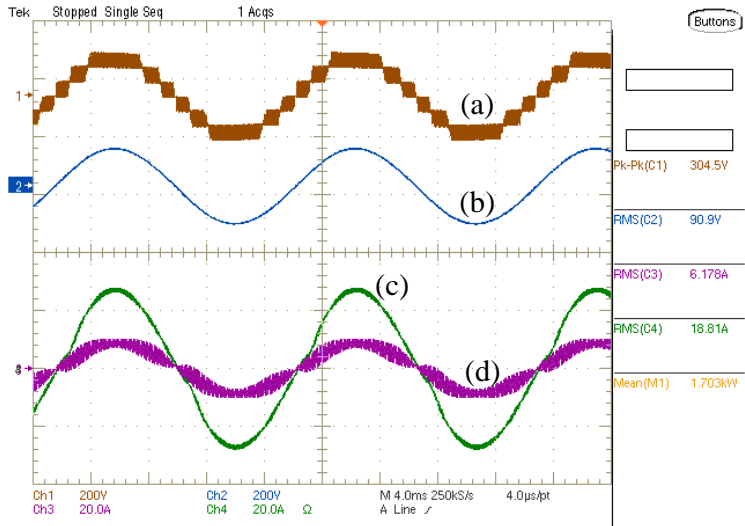 Tek Stopped Single Seq 1 Acqs
Buttons
1
(a)
2
(b)
(c)
(d)
Pk-Pk(C1) 304.5V
RMS(C2) 90.9V
RMS(C3) 6.178A
RMS(C4) 18.81A
Mean(M1) 1.703kW
Ch1 200V Ch2 200V M 4.0ms 250kS/s 4.0µs/pt
Ch3 20.0A Ch4 20.0A Ω A Line